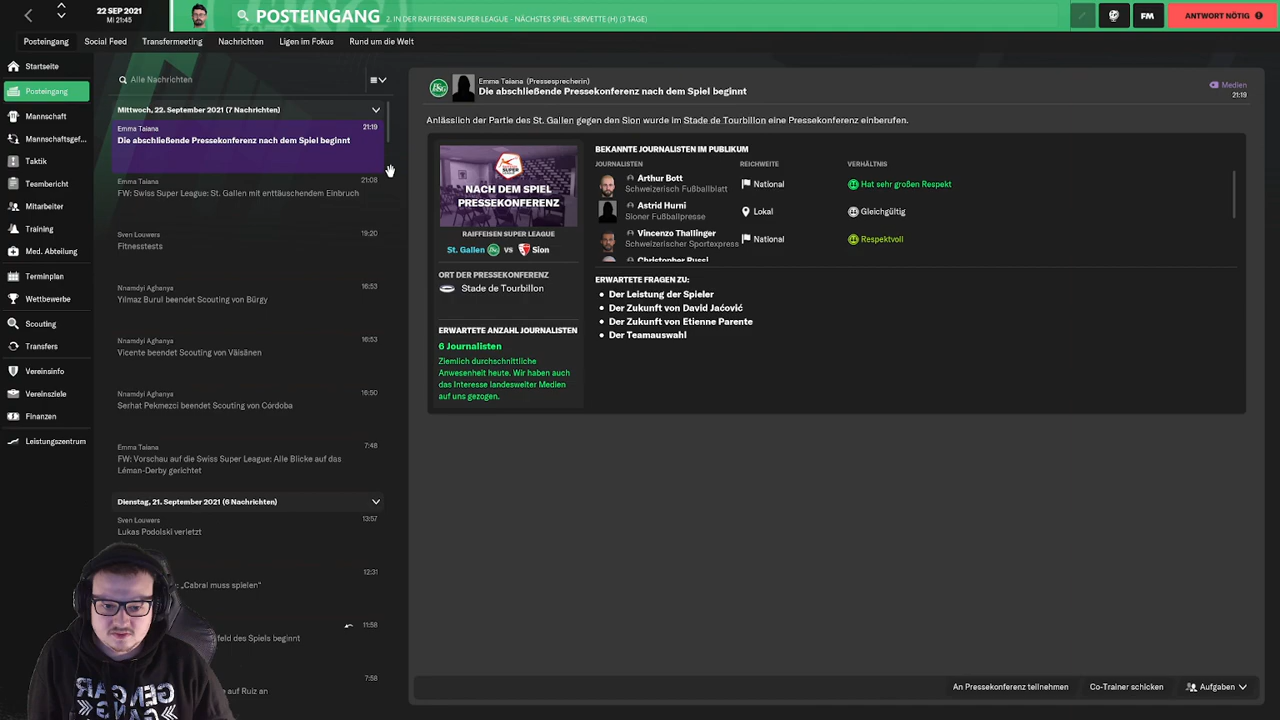 22 SEP 2021
MI 21:45
POSTEINGANG
2. IN DER RAIFFEISEN SUPER LEAGUE - NÄCHSTES SPIEL: SERVETTE (H) (3 TAGE)
FM
ANTWORT NÖTIG
Posteingang
Social Feed
Transfermeeting
Nachrichten
Ligen im Fokus
Rund um die Welt
Startseite
Posteingang
Mannschaft
Mannschaftsgef...
Taktik
Teambericht
Mitarbeiter
Training
Med. Abteilung
Terminplan
Wettbewerbe
Scouting
Transfers
Vereinsinfo
Vereinsziele
Finanzen
Leistungszentrum
Alle Nachrichten
Mittwoch, 22. September 2021 (7 Nachrichten)
Emma Taiana 21:19
Die abschließende Pressekonferenz nach dem Spiel beginnt
Emma Taiana 21:08
FW: Swiss Super League: St. Gallen mit enttäuschendem Einbruch
Sven Louwers 19:20
Fitnesstests
Nnamdyj Aghanya 16:53
Yilmaz Burul beendet Scouting von Bürgy
Nnamdyj Aghanya 16:53
Vicente beendet Scouting von Väisänen
Nnamdyj Aghanya 16:50
Serhat Pekmezci beendet Scouting von Córdoba
Emma Taiana 7:48
FW: Vorschau auf die Swiss Super League: Alle Blicke auf das
Léman-Derby gerichtet
Dienstag, 21. September 2021 (6 Nachrichten)
Sven Louwers 13:57
Lukas Podolski verletzt
12:31
„Cabral muss spielen“
11:58
feld des Spiels beginnt
7:58
auf Ruiz an
Emma Taiana (Pressesprecherin)
Die abschließende Pressekonferenz nach dem Spiel beginnt
Medien
21:19
Anlässlich der Partie des St. Gallen gegen den Sion wurde im Stade de Tourbillon eine Pressekonferenz einberufen.
NACH DEM SPIEL
PRESSEKONFERENZ
RAIFFEISEN SUPER LEAGUE
St. Gallen vs Sion
ORT DER PRESSEKONFERENZ
Stade de Tourbillon
ERWARTETE ANZAHL JOURNALISTEN
6 Journalisten
Ziemlich durchschnittliche
Anwesenheit heute. Wir haben auch
das Interesse landesweiter Medien
auf uns gezogen.
BEKANNTE JOURNALISTEN IM PUBLIKUM
JOURNALISTEN REICHWEITE VERHÄLTNIS
Arthur Bott
Schweizerisch Fußballblatt
National
Hat sehr großen Respekt
Astrid Hurni
Sioner Fußballpresse
Lokal
Gleichgültig
Vincenzo Thallinger
Schweizerischer Sportexpress
National
Respektvoll
Christopher Russi
ERWARTETE FRAGEN ZU:
• Der Leistung der Spieler
• Der Zukunft von David Jaćović
• Der Zukunft von Etienne Parente
• Der Teamauswahl
An Pressekonferenz teilnehmen
Co-Trainer schicken
Aufgaben